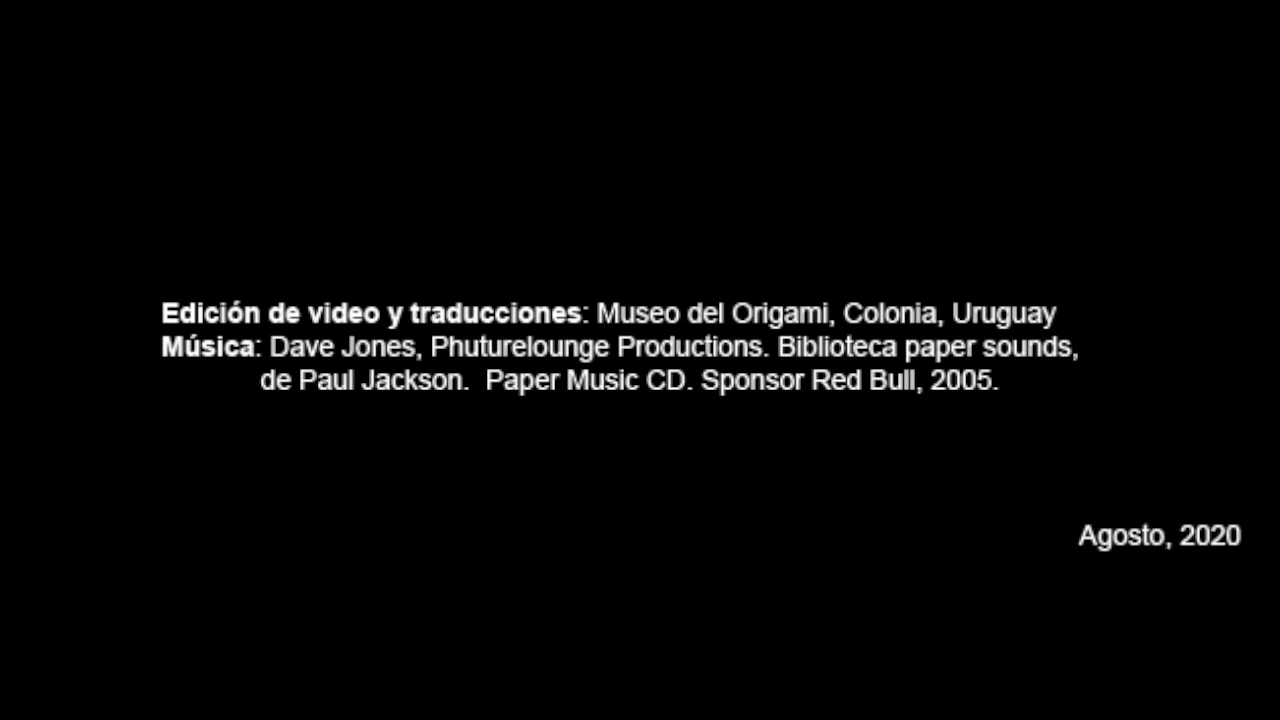 Edición de video y traducciones: Museo del Origami, Colonia, Uruguay
Música: Dave Jones, Phuturelounge Productions. Biblioteca paper sounds,
de Paul Jackson.  Paper Music CD. Sponsor Red Bull, 2005.
Agosto, 2020